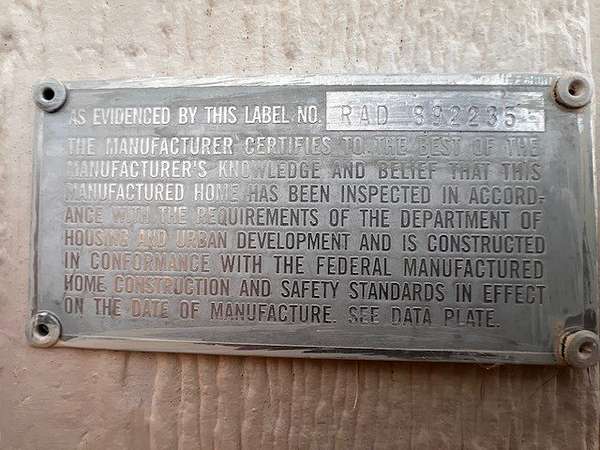 AS EVIDENCED BY THIS LABEL NO. RAD 892235
THE MANUFACTURER CERTIFIES TO THE BEST OF THE
MANUFACTURER'S KNOWLEDGE AND BELIEF THAT THIS
MANUFACTURED HOME HAS BEEN INSPECTED IN ACCORD-
ANCE WITH THE REQUIREMENTS OF THE DEPARTMENT OF
HOUSING AND URBAN DEVELOPMENT AND IS CONSTRUCTED
IN CONFORMANCE WITH THE FEDERAL MANUFACTURED
HOME CONSTRUCTION AND SAFETY STANDARDS IN EFFECT
ON THE DATE OF MANUFACTURE. SEE DATA PLATE.